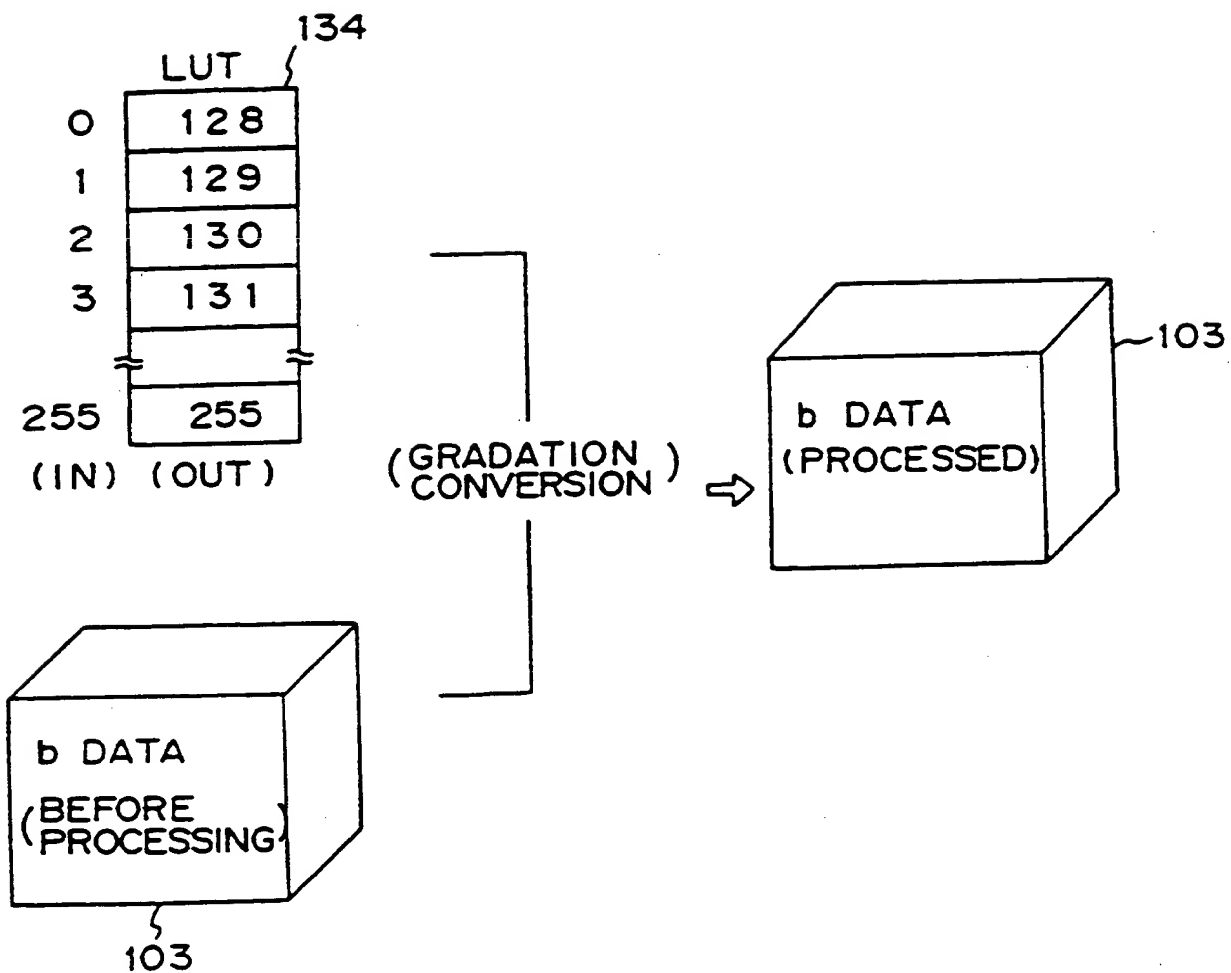 134
LUT
0 128
1 129
2 130
3 131
255 255
(IN) (OUT)
(GRADATION
CONVERSION)
103
b DATA
(PROCESSED)
b DATA
(BEFORE
PROCESSING)
103